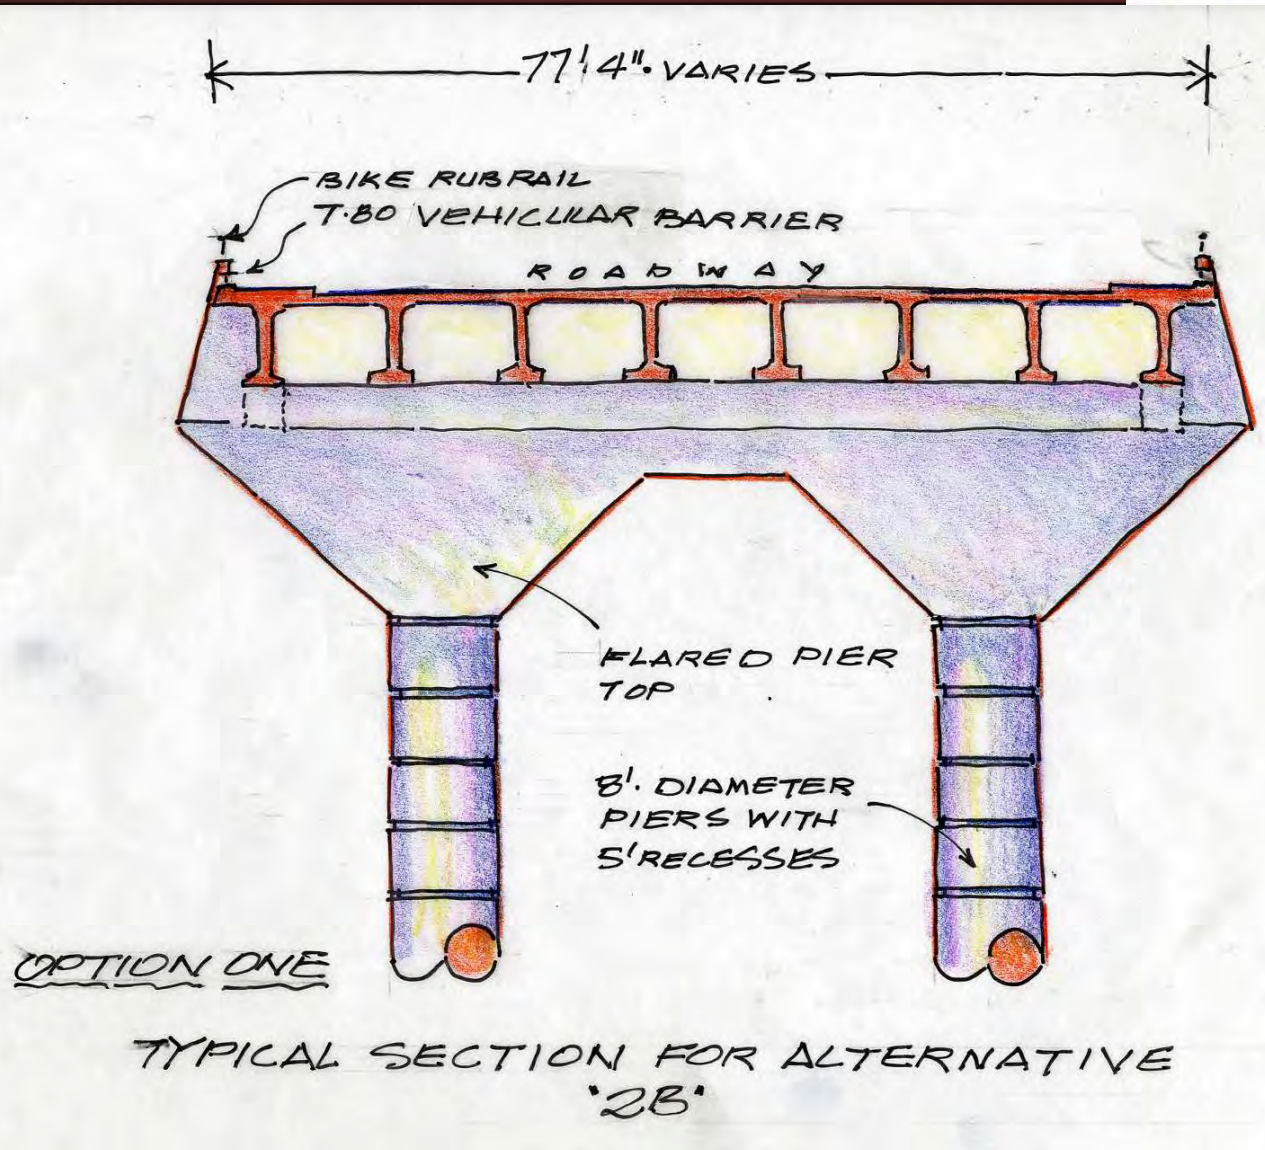 77'4". VARIES
BIKE RUBRAIL
T.80 VEHICULAR BARRIER
ROADWAY
FLARED PIER
TOP
8'. DIAMETER
PIERS WITH
5' RECESSES
OPTION ONE
TYPICAL SECTION FOR ALTERNATIVE
"2B"